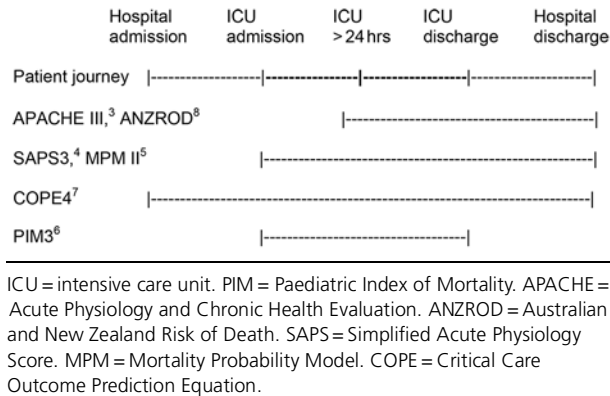 Hospital admission ICU admission ICU >24hrs ICU discharge Hospital discharge
Patient journey |--------------------|-----------------|-------------------|----------------------|
APACHE III,³ ANZROD⁸ |--------------------------------------------|
SAPS3,⁴ MPM II⁵ |----------------------------------------------------------|
COPE4⁷ |------------------------------------------------------------------------------|
PIM3⁶ |------------------------------------|
ICU = intensive care unit. PIM = Paediatric Index of Mortality. APACHE =
Acute Physiology and Chronic Health Evaluation. ANZROD = Australian
and New Zealand Risk of Death. SAPS = Simplified Acute Physiology
Score. MPM = Mortality Probability Model. COPE = Critical Care
Outcome Prediction Equation.